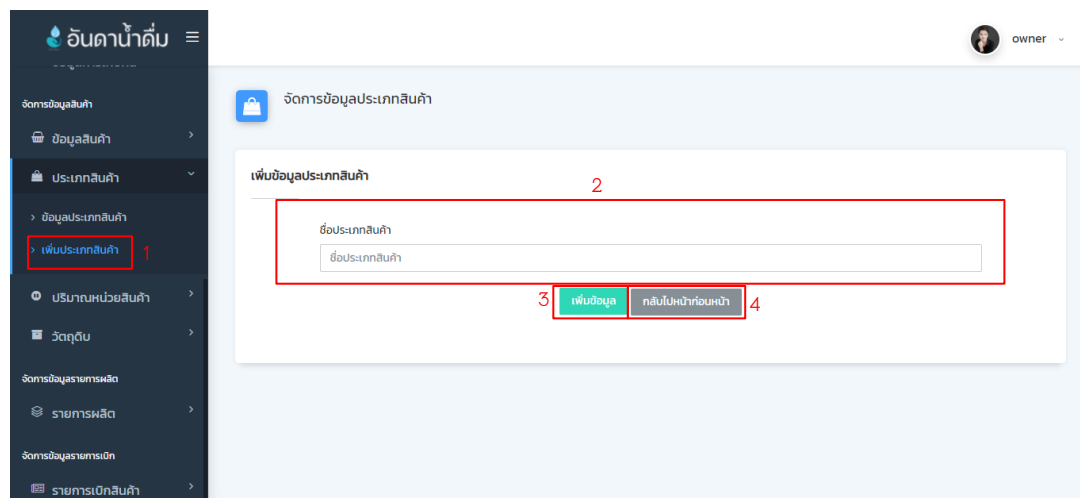 อันดาน้ำดื่ม
owner
จัดการข้อมูลสินค้า
ข้อมูลสินค้า
ประเภทสินค้า
ข้อมูลประเภทสินค้า
เพิ่มประเภทสินค้า
1
ปริมาณหน่วยสินค้า
วัตถุดิบ
จัดการข้อมูลรายการผลิต
รายการผลิต
จัดการข้อมูลรายการเบิก
รายการเบิกสินค้า
จัดการข้อมูลประเภทสินค้า
เพิ่มข้อมูลประเภทสินค้า
2
ชื่อประเภทสินค้า
ชื่อประเภทสินค้า
3 เพิ่มข้อมูล กลับไปหน้าก่อนหน้า 4